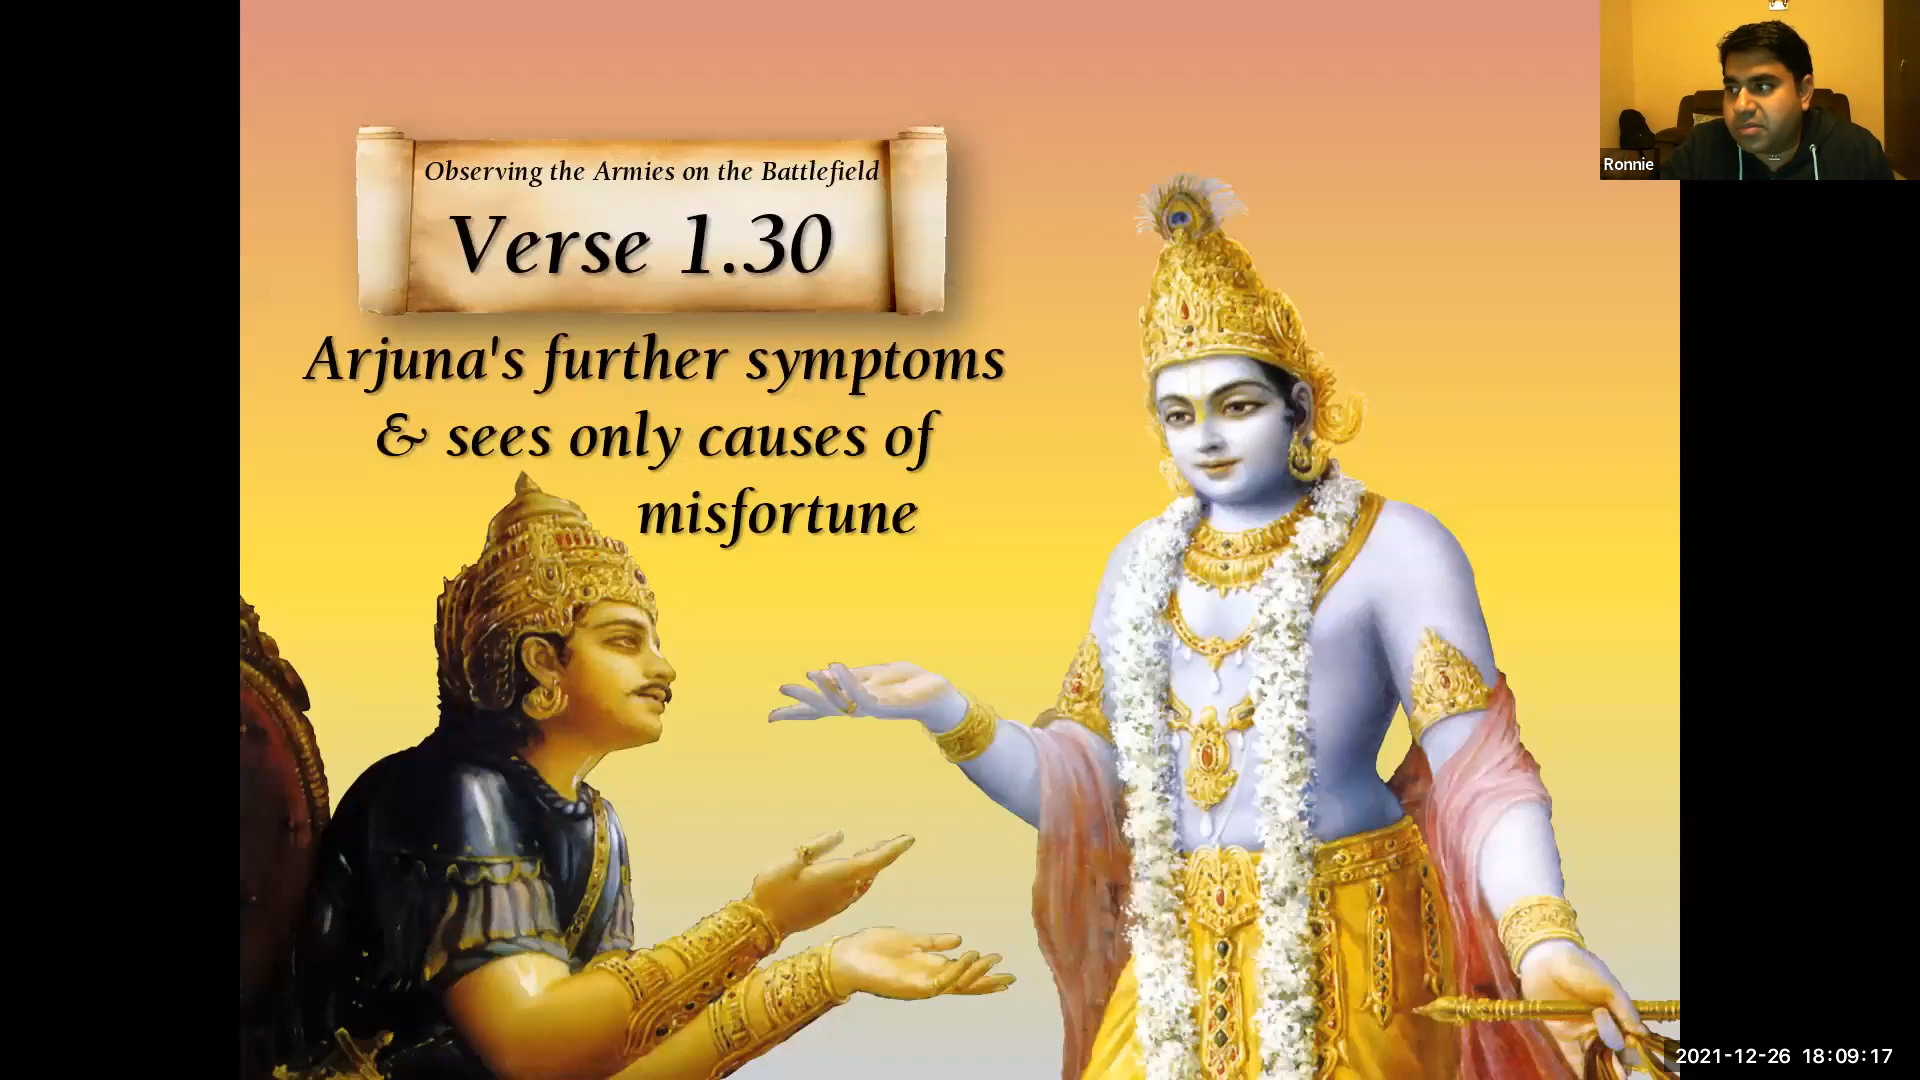 Observing the Armies on the Battlefield
Verse 1.30
Arjuna's further symptoms
& sees only causes of
misfortune
Ronnie
2021-12-26 18:09:17